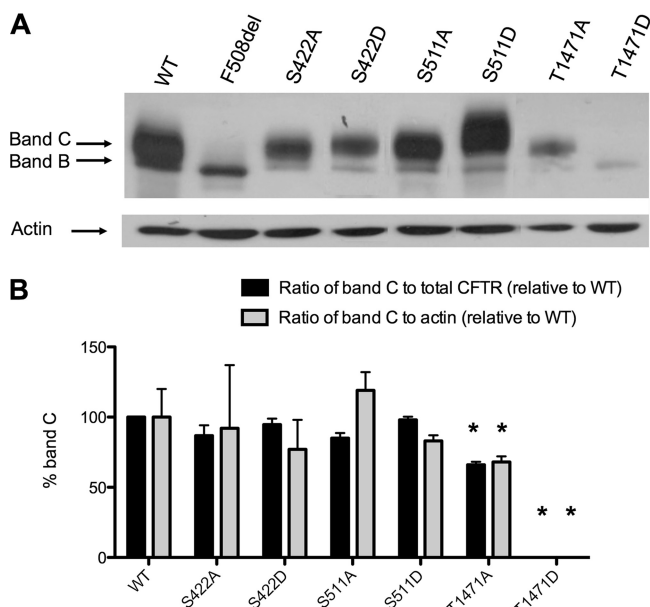 A
WT F508del S422A S422D S511A S511D T1471A T1471D
Band C
Band B
Actin
B
Ratio of band C to total CFTR (relative to WT)
Ratio of band C to actin (relative to WT)
% band C
150
100
50
0
* *
* *
WT S422A S422D S511A S511D T1471A T1471D